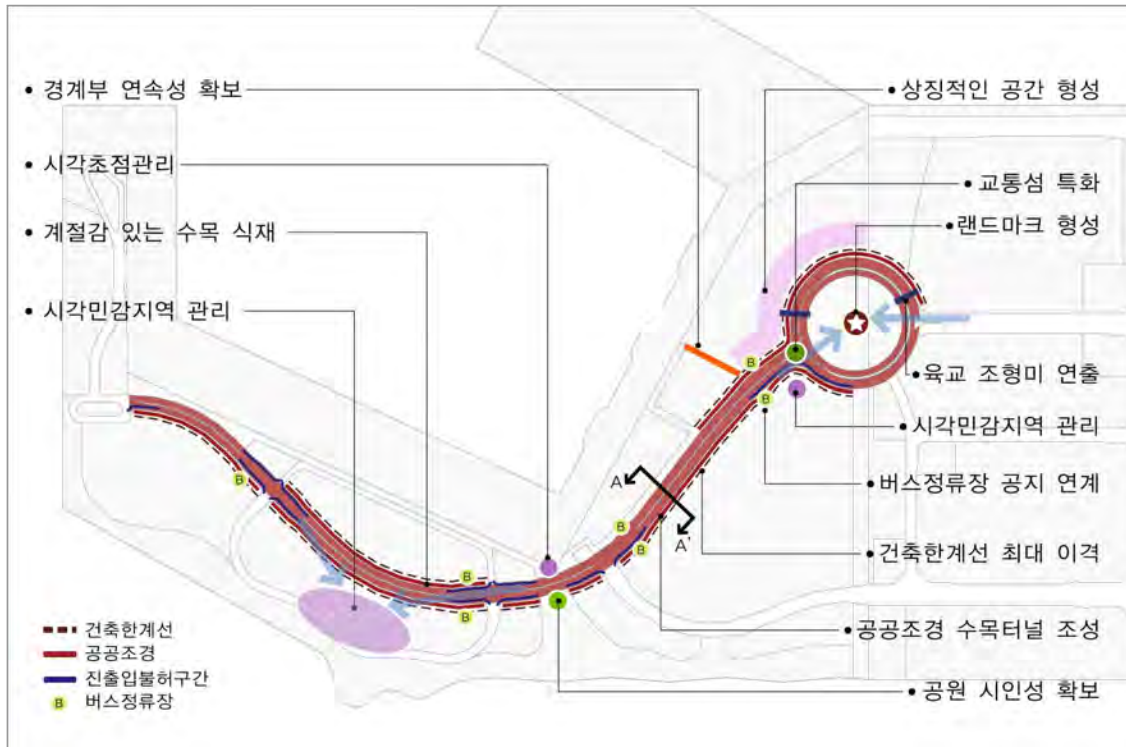 • 경계부 연속성 확보
• 시각초점관리
• 계절감 있는 수목 식재
• 시각민감지역 관리
• 상징적인 공간 형성
• 교통섬 특화
• 랜드마크 형성
• 육교 조형미 연출
• 시각민감지역 관리
• 버스정류장 공지 연계
• 건축한계선 최대 이격
• 공공조경 수목터널 조성
• 공원 시인성 확보
B
B
A
B
A'
B
B
B
B
건축한계선
공공조경
진출입불허구간
B 버스정류장